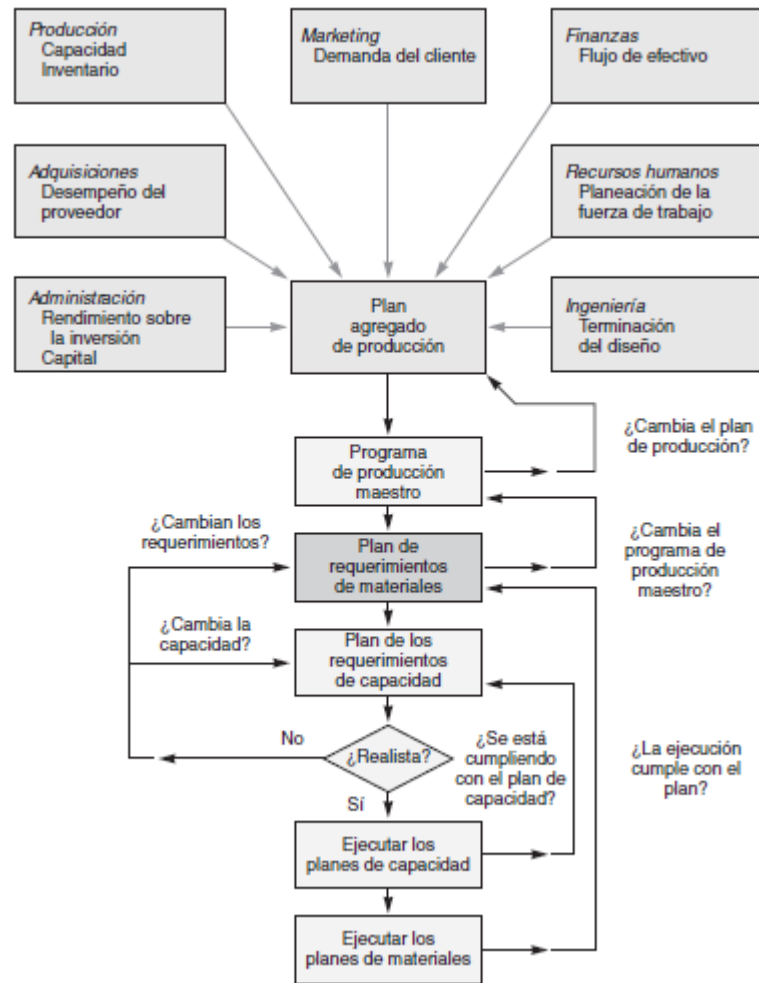 Producción
Capacidad
Inventario
Marketing
Demanda del cliente
Finanzas
Flujo de efectivo
Adquisiciones
Desempeño del
proveedor
Recursos humanos
Planeación de la
fuerza de trabajo
Administración
Rendimiento sobre
la inversión
Capital
Plan
agregado
de producción
Ingeniería
Terminación
del diseño
¿Cambia el plan
de producción?
Programa
de producción
maestro
¿Cambian los
requerimientos?
Plan de
requerimientos
de materiales
¿Cambia el
programa de
producción
maestro?
¿Cambia la
capacidad?
Plan de los
requerimientos
de capacidad
No
¿Realista?
¿Se está
cumpliendo
con el plan de
capacidad?
¿La ejecución
cumple con el
plan?
Sí
Ejecutar los
planes de capacidad
Ejecutar los
planes de materiales